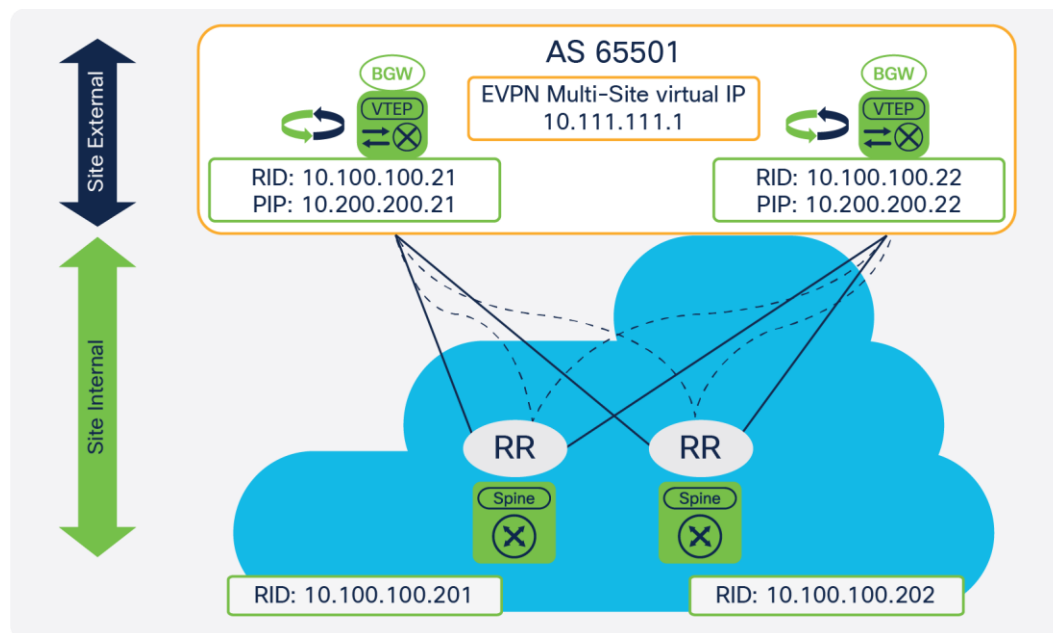 AS 65501
BGW
BGW
EVPN Multi-Site virtual IP
10.111.111.1
VTEP
VTEP
Site External
RID: 10.100.100.21
PIP: 10.200.200.21
RID: 10.100.100.22
PIP: 10.200.200.22
Site Internal
RR
RR
Spine
Spine
RID: 10.100.100.201
RID: 10.100.100.202